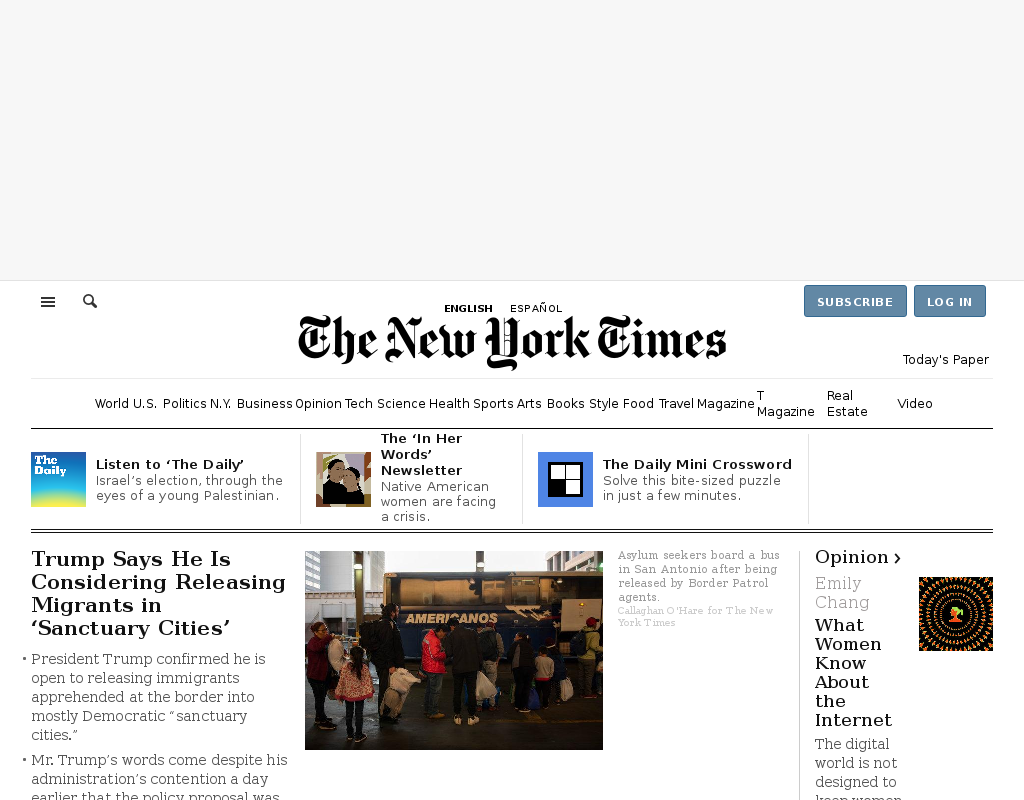 SUBSCRIBE
LOG IN
ENGLISH ESPAÑOL
The New York Times
Today's Paper
World U.S. Politics N.Y. Business Opinion Tech Science Health Sports Arts Books Style Food Travel Magazine T Magazine Real Estate Video
The Daily
Listen to ‘The Daily’
Israel’s election, through the
eyes of a young Palestinian.
The ‘In Her
Words’
Newsletter
Native American
women are facing
a crisis.
The Daily Mini Crossword
Solve this bite-sized puzzle
in just a few minutes.
Trump Says He Is
Considering Releasing
Migrants in
‘Sanctuary Cities’
• President Trump confirmed he is
open to releasing immigrants
apprehended at the border into
mostly Democratic “sanctuary
cities.”
• Mr. Trump’s words come despite his
administration’s contention a day
earlier that the policy proposal was
AMERICANOS
Asylum seekers board a bus
in San Antonio after being
released by Border Patrol
agents.
Callaghan O'Hare for The New
York Times
Opinion ›
Emily
Chang
What
Women
Know
About
the
Internet
The digital
world is not
designed to
keep women